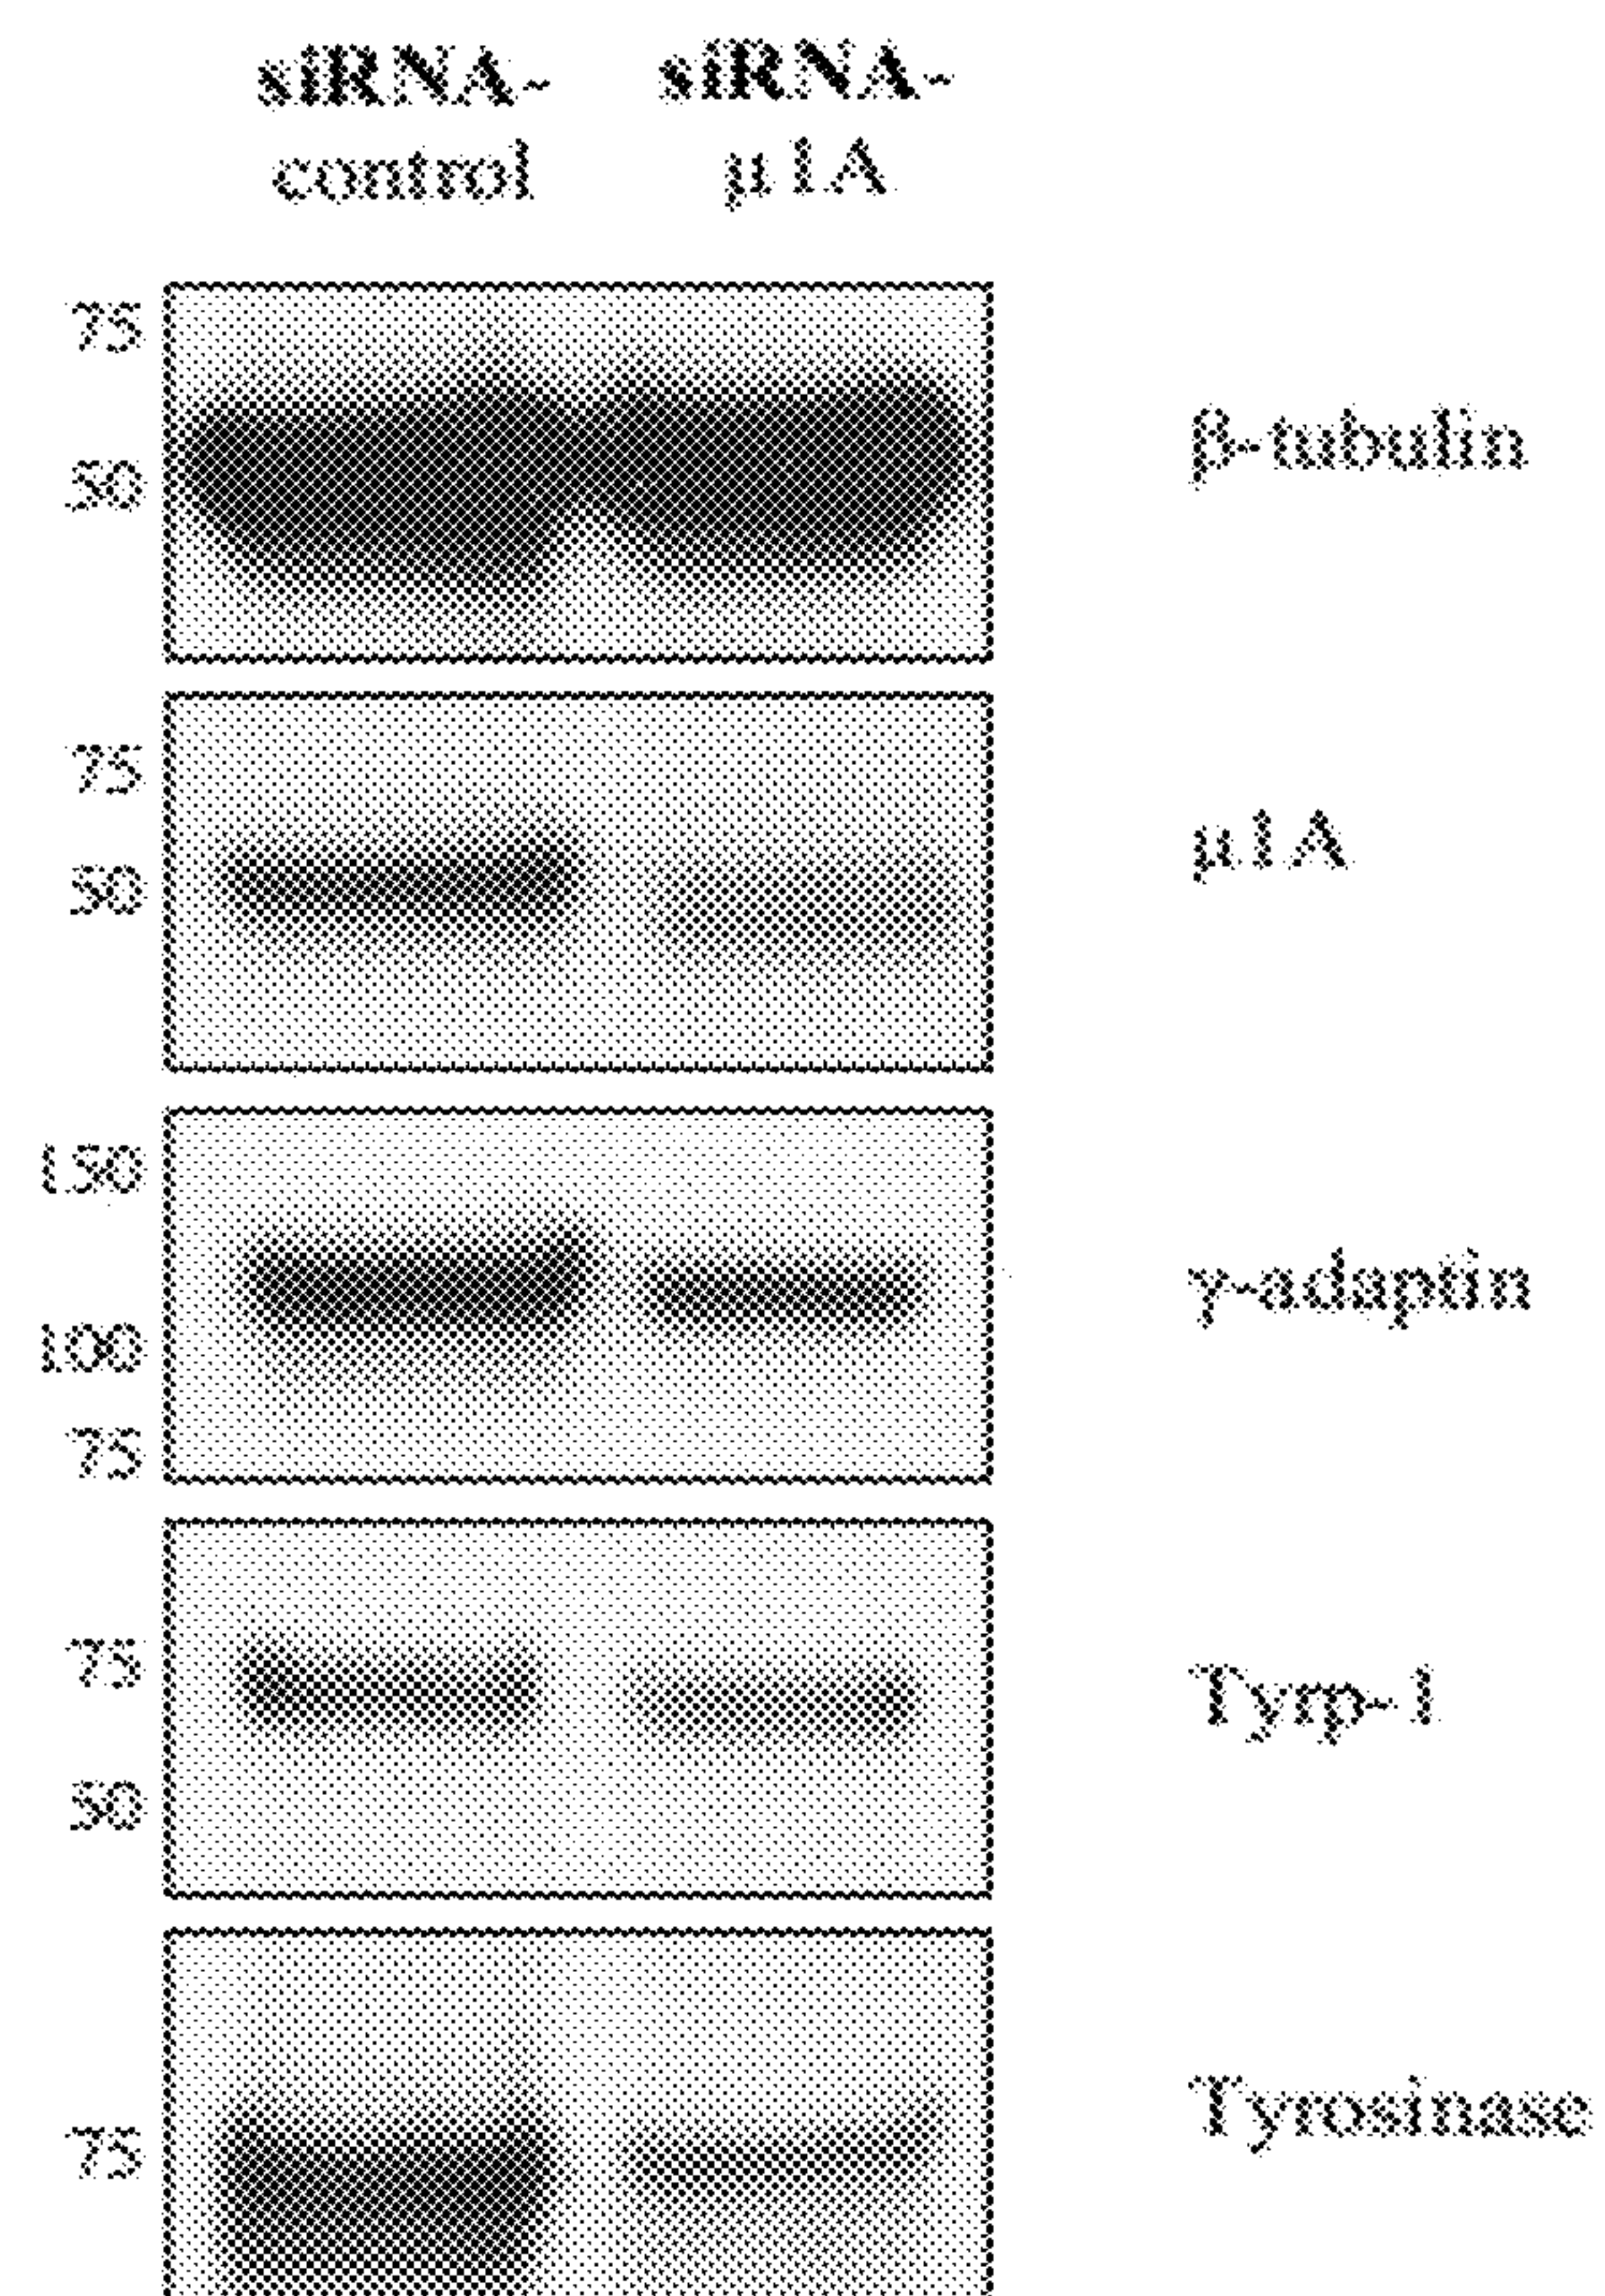 siRNA- siRNA-
control μ1A
75
50
β-tubulin
75
50
μ1A
150
100
75
γ-adaptin
75
50
Tyrp-1
75
Tyrosinase